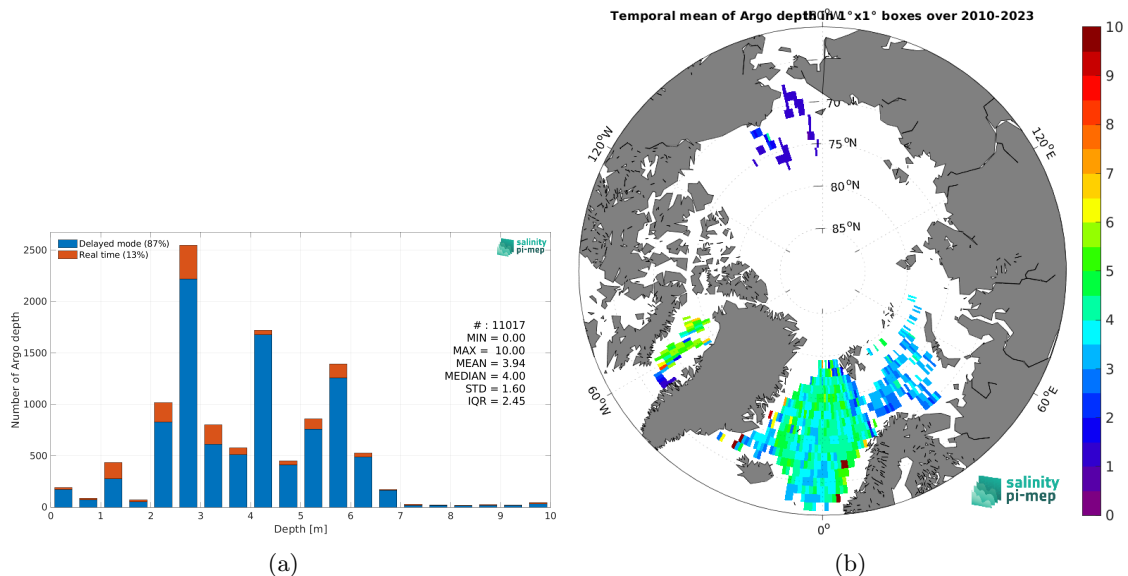 Temporal mean of Argo depth in 1°x1° boxes over 2010-2023
180°W
120°W
120°E
70
75°N
80°N
85°N
60°W
60°E
0°
10
9
8
7
6
5
4
3
2
1
0
salinity
pi-mep
Delayed mode (87%)
Real time (13%)
salinity
pi-mep
# : 11017
MIN = 0.00
MAX = 10.00
MEAN = 3.94
MEDIAN = 4.00
STD = 1.60
IQR = 2.45
Number of Argo depth
2500
2000
1500
1000
500
0
0 1 2 3 4 5 6 7 8 9 10
Depth [m]
(a)
(b)